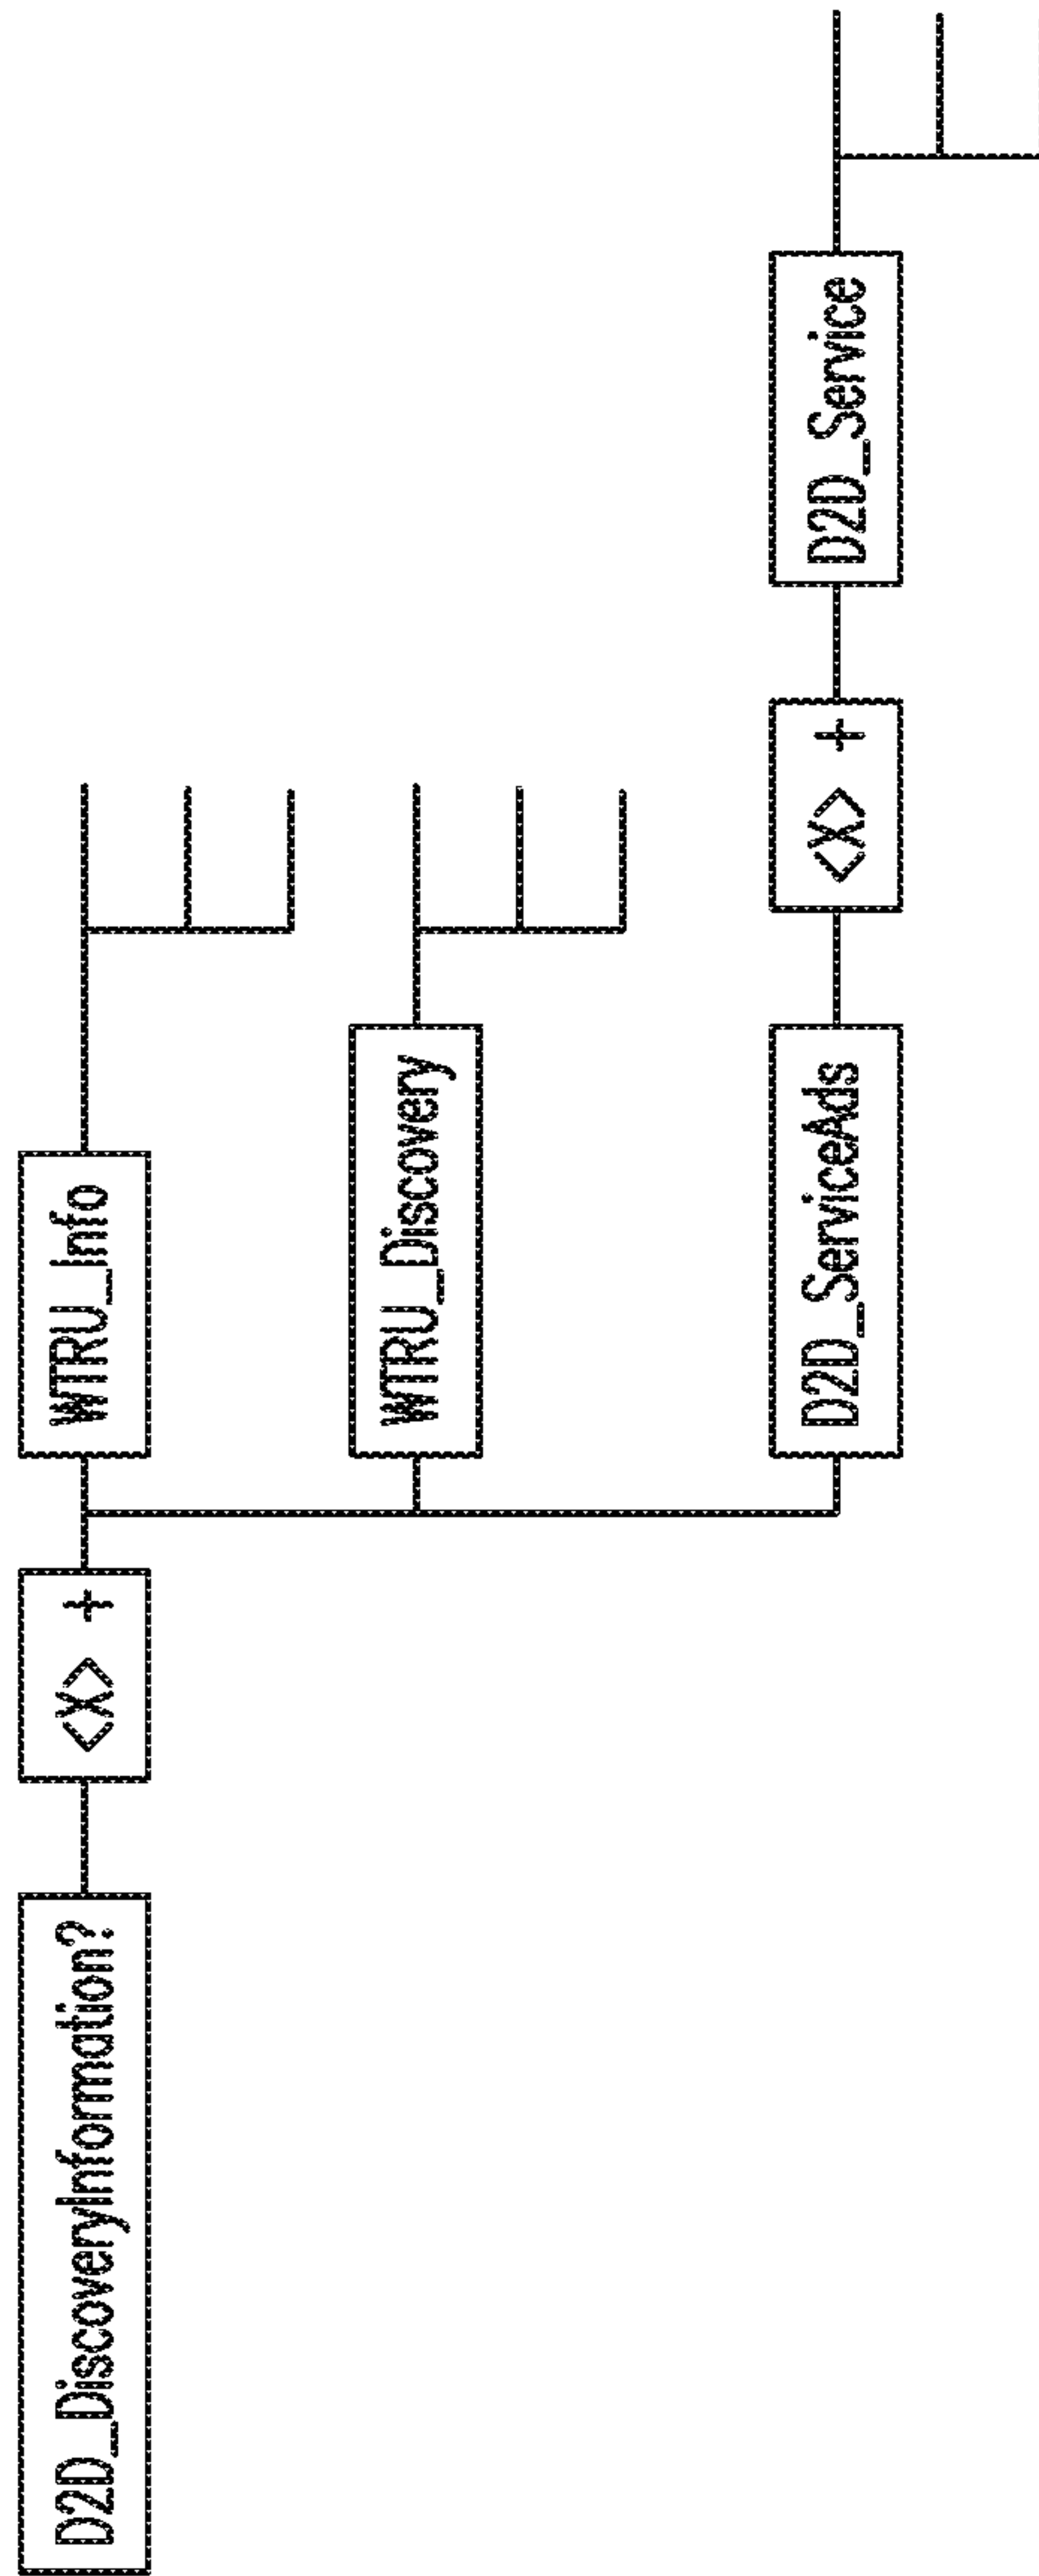 D2D_DiscoveryInformation?
<X> +
WTRU_Info
WTRU_Discovery
D2D_ServiceAds
<X> +
D2D_Service